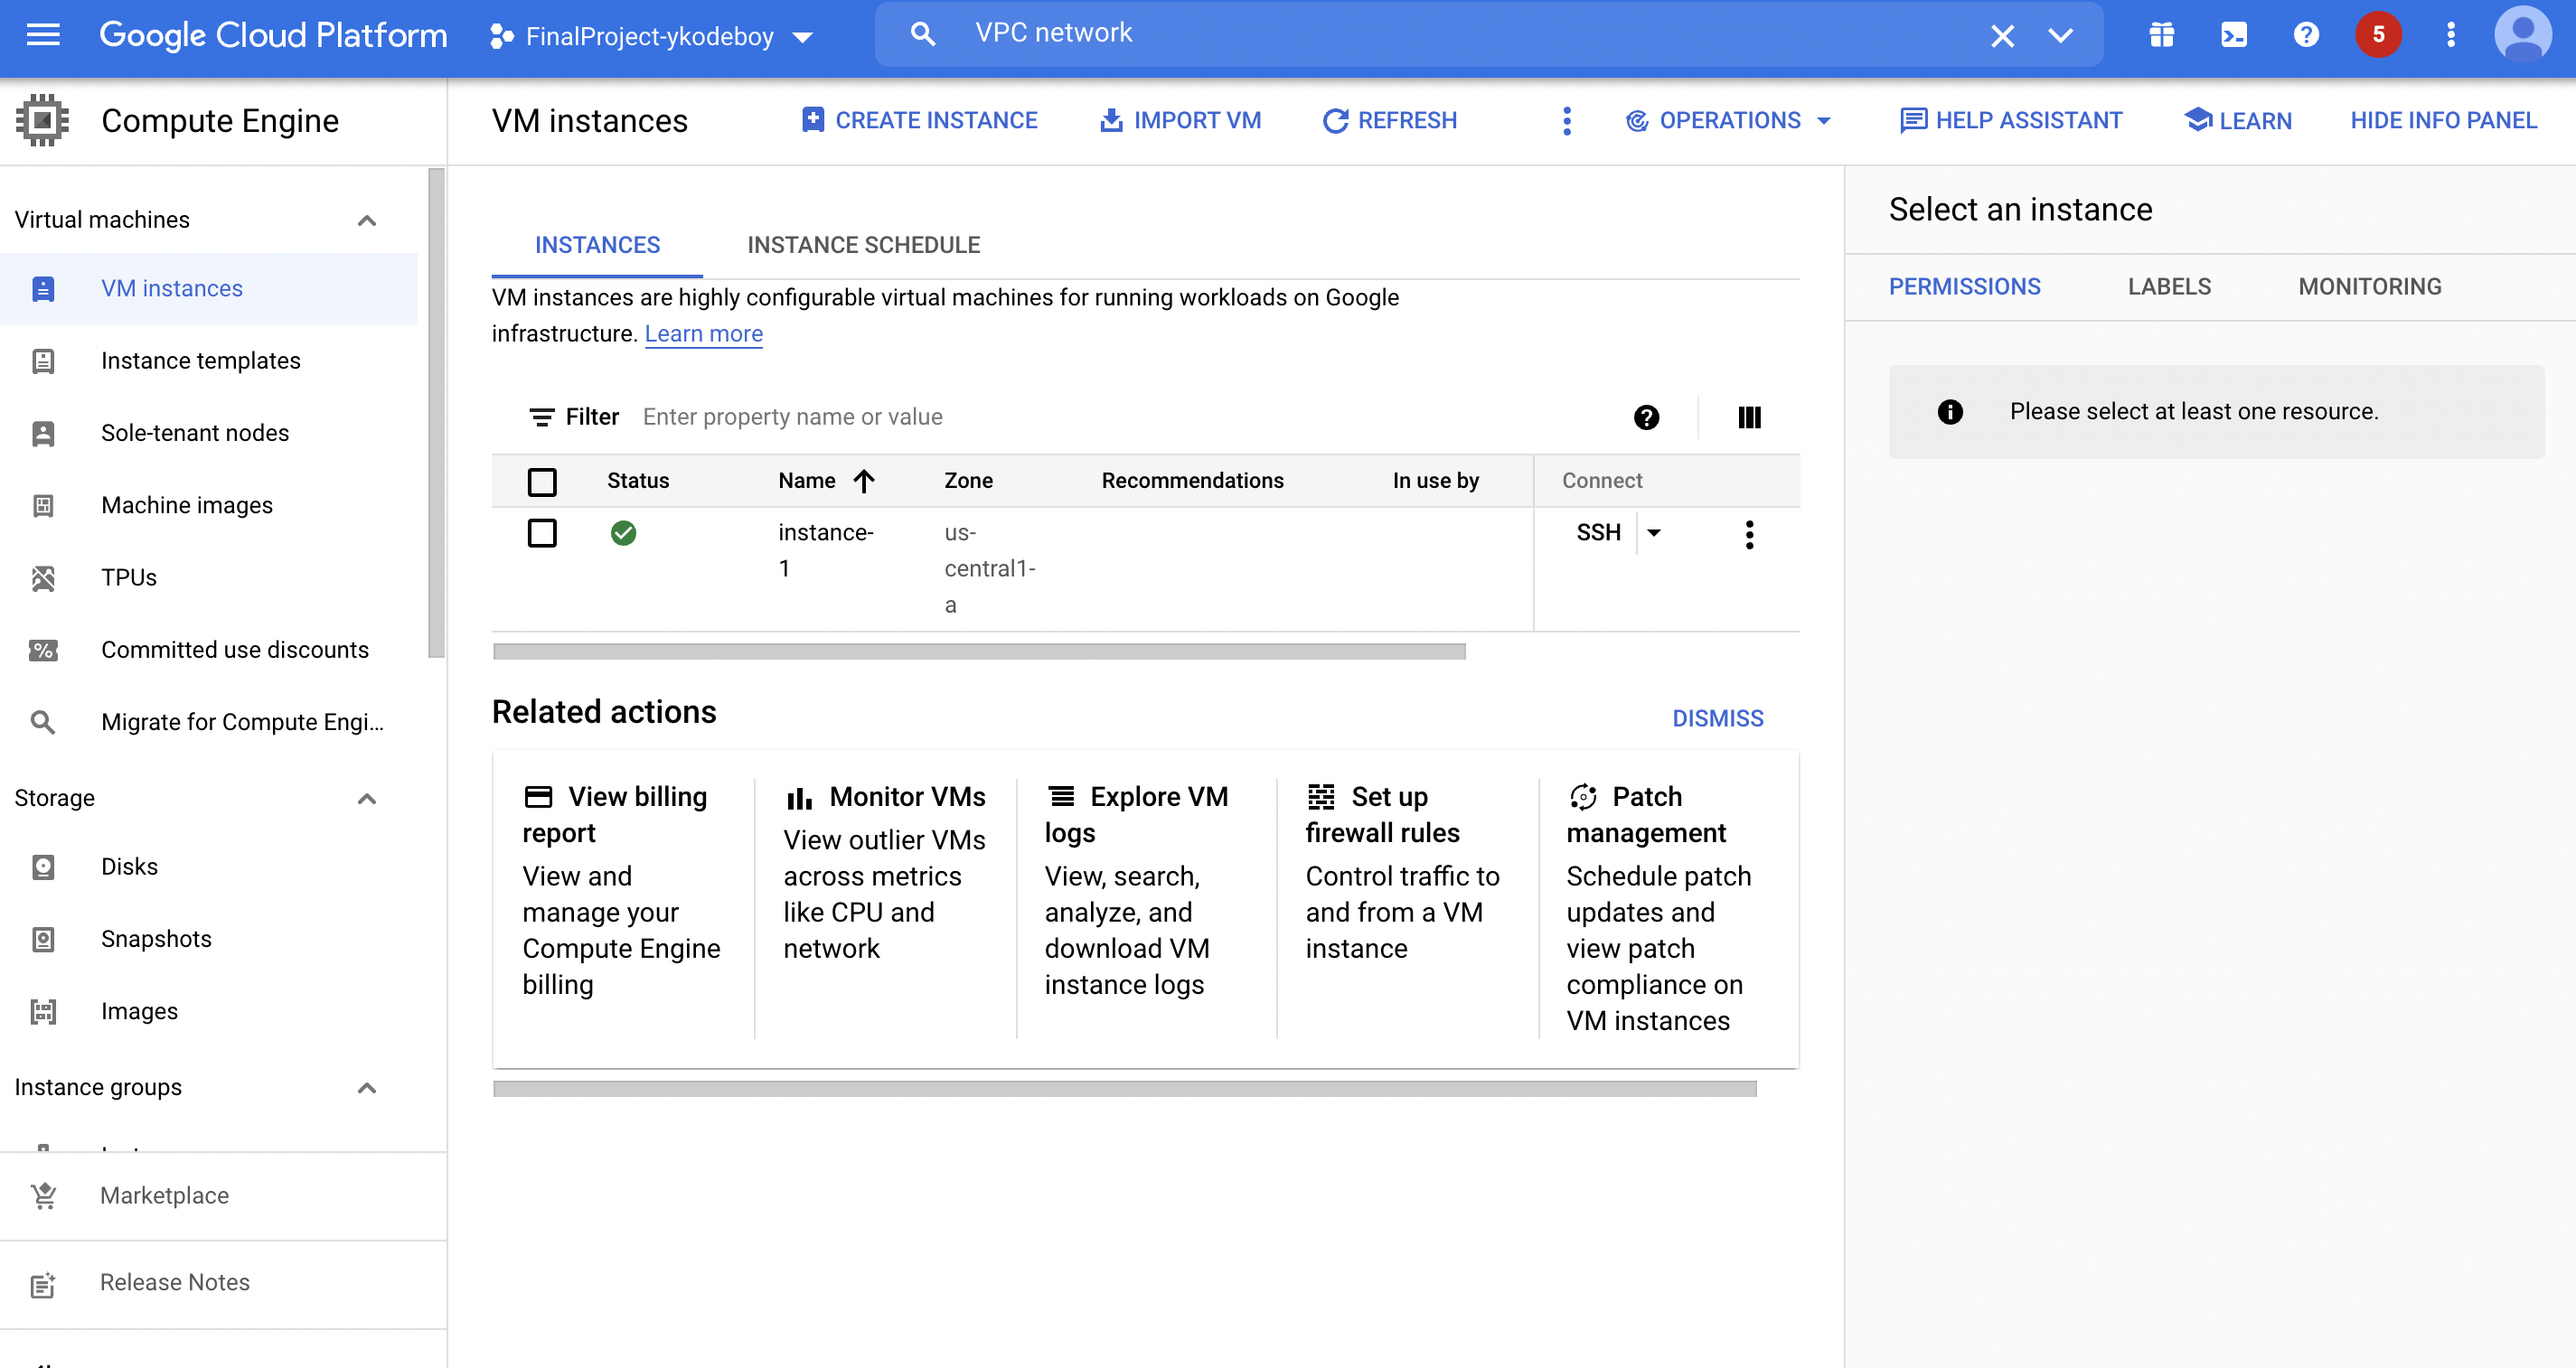 Google Cloud Platform
FinalProject-ykodeboy
VPC network
5
Compute Engine
VM instances
CREATE INSTANCE
IMPORT VM
REFRESH
OPERATIONS
HELP ASSISTANT
LEARN
HIDE INFO PANEL
Virtual machines
VM instances
Instance templates
Sole-tenant nodes
Machine images
TPUs
Committed use discounts
Migrate for Compute Engi...
Storage
Disks
Snapshots
Images
Instance groups
Marketplace
Release Notes
INSTANCES
INSTANCE SCHEDULE
VM instances are highly configurable virtual machines for running workloads on Google
infrastructure. Learn more
Filter Enter property name or value
Status Name Zone Recommendations In use by Connect
instance-
1
us-
central1-
a
SSH
Related actions
DISMISS
View billing
report
View and
manage your
Compute Engine
billing
Monitor VMs
View outlier VMs
across metrics
like CPU and
network
Explore VM
logs
View, search,
analyze, and
download VM
instance logs
Set up
firewall rules
Control traffic to
and from a VM
instance
Patch
management
Schedule patch
updates and
view patch
compliance on
VM instances
Select an instance
PERMISSIONS
LABELS
MONITORING
Please select at least one resource.